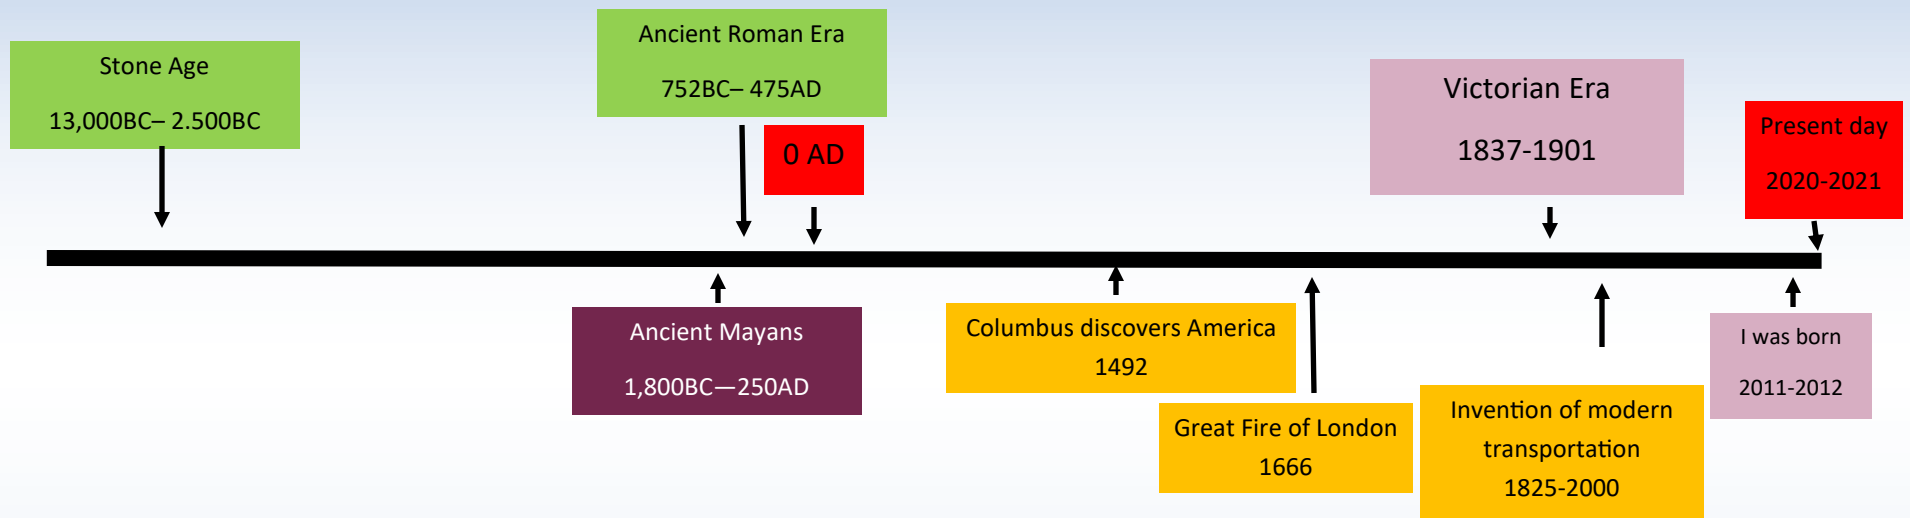 Stone Age
13,000BC– 2.500BC
Ancient Roman Era
752BC– 475AD
0 AD
Victorian Era
1837-1901
Present day
2020-2021
Ancient Mayans
1,800BC—250AD
Columbus discovers America
1492
Great Fire of London
1666
Invention of modern
transportation
1825-2000
I was born
2011-2012